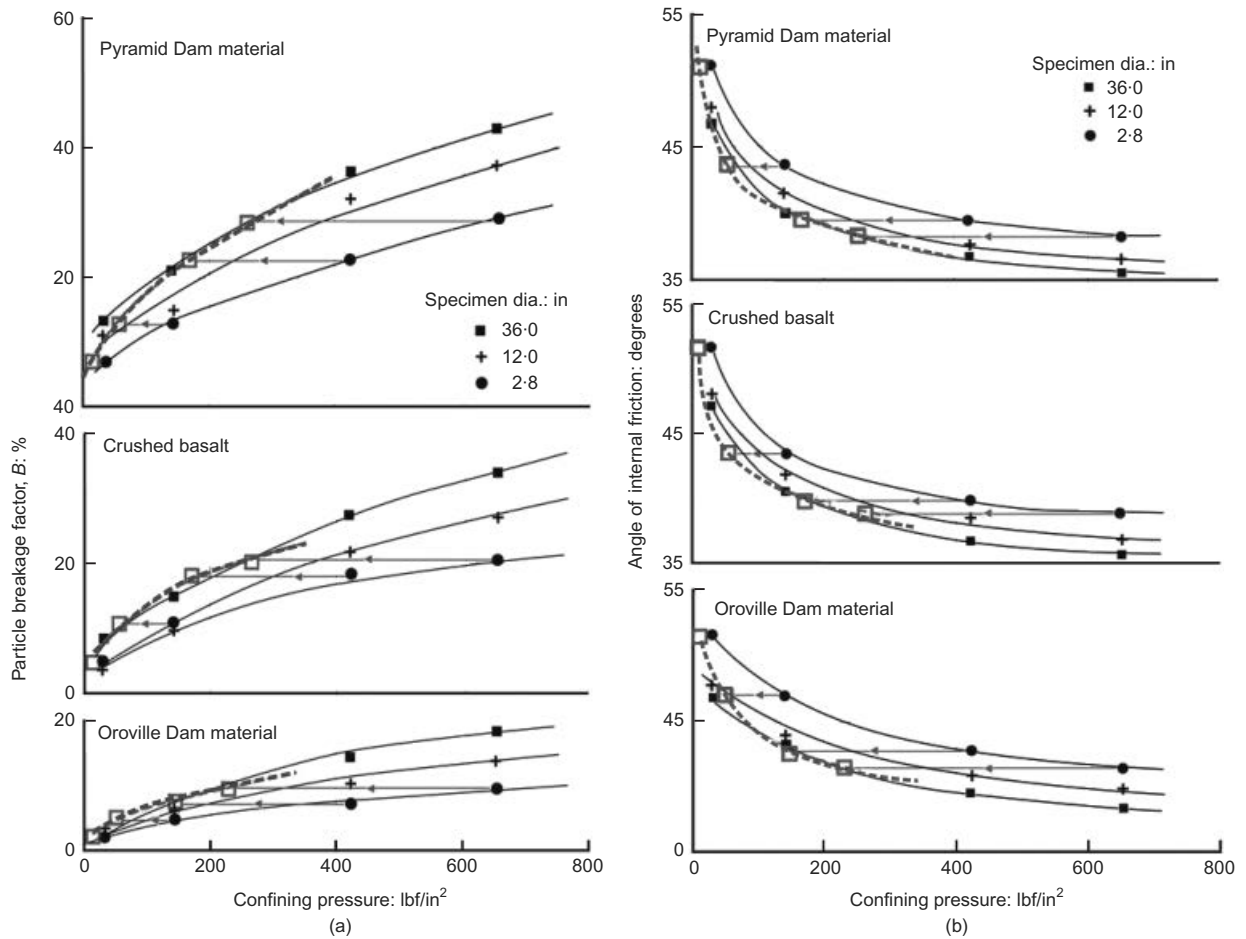 60
Pyramid Dam material
40
20
Specimen dia.: in
36·0
12·0
2·8
40
40
Crushed basalt
20
0
20
Oroville Dam material
0
0
200
400
600
800
Particle breakage factor, B: %
Confining pressure: lbf/in²
(a)
55
Pyramid Dam material
Specimen dia.: in
36·0
12·0
2·8
45
35
55
Crushed basalt
45
35
55
Oroville Dam material
45
0
0
200
400
600
800
Angle of internal friction: degrees
Confining pressure: lbf/in²
(b)